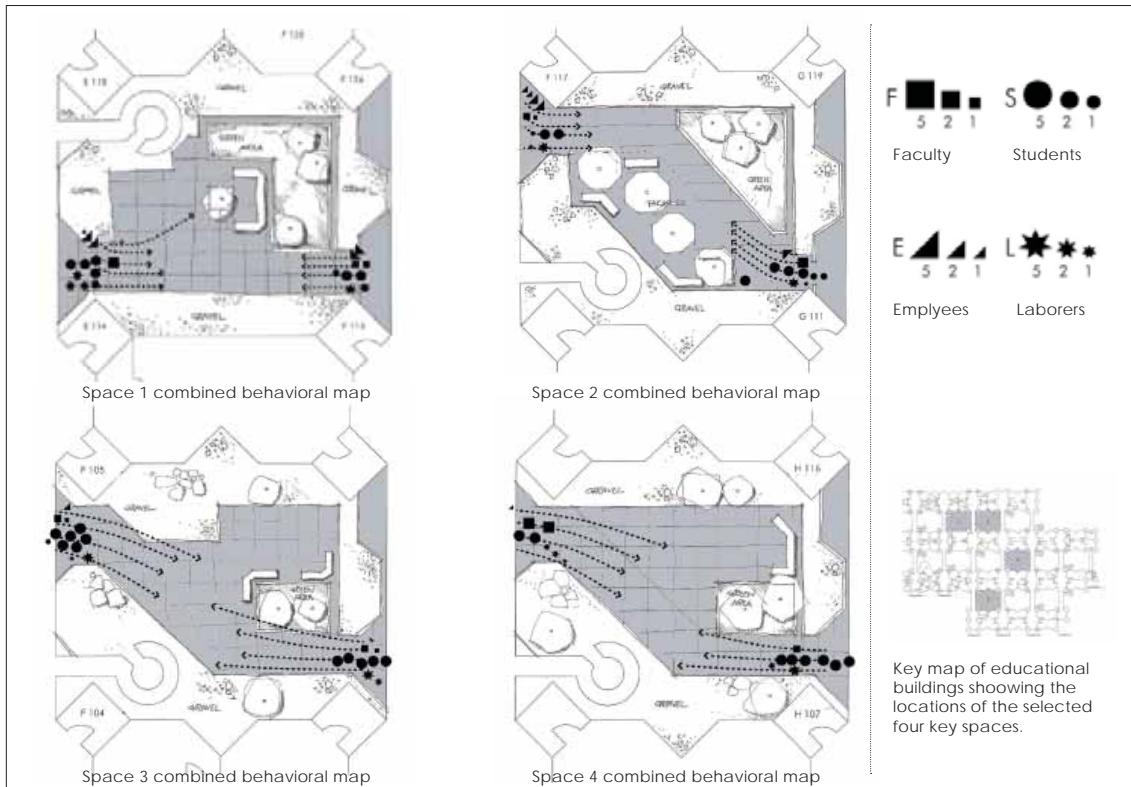 F 120
E 115
F 126
GRAVEL
GREEN
AREA
GRAVEL
GRAVEL
GRAVEL
E 114
F 113
Space 1 combined behavioral map
F 117
G 119
GRAVEL
GREEN
AREA
GRAVEL
G 111
Space 2 combined behavioral map
F 105
GRAVEL
GREEN
AREA
GRAVEL
F 104
Space 3 combined behavioral map
H 116
GRAVEL
GREEN
AREA
GRAVEL
H 107
Space 4 combined behavioral map
F S
5 2 1 5 2 1
Faculty Students
E L
5 2 1 5 2 1
Emplyees Laborers
Key map of educational
buildings shoowing the
locations of the selected
four key spaces.